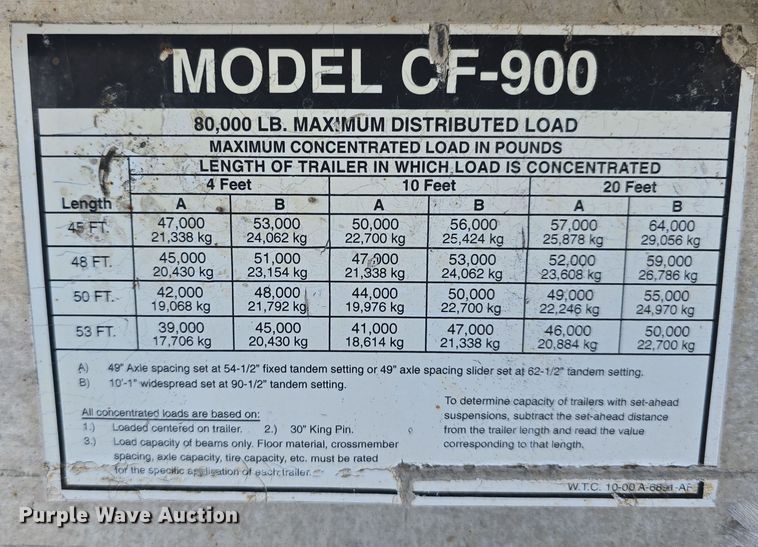 MODEL CF-900
80,000 LB. MAXIMUM DISTRIBUTED LOAD
MAXIMUM CONCENTRATED LOAD IN POUNDS
LENGTH OF TRAILER IN WHICH LOAD IS CONCENTRATED
4 Feet 10 Feet 20 Feet
Length A B A B A B
45 FT. 47,000 53,000 50,000 56,000 57,000 64,000
21,338 kg 24,062 kg 22,700 kg 25,424 kg 25,878 kg 29,056 kg
48 FT. 45,000 51,000 47,000 53,000 52,000 59,000
20,430 kg 23,154 kg 21,338 kg 24,062 kg 23,608 kg 26,786 kg
50 FT. 42,000 48,000 44,000 50,000 49,000 55,000
19,068 kg 21,792 kg 19,976 kg 22,700 kg 22,246 kg 24,970 kg
53 FT. 39,000 45,000 41,000 47,000 46,000 50,000
17,706 kg 20,430 kg 18,614 kg 21,338 kg 20,884 kg 22,700 kg
A) 49" Axle spacing set at 54-1/2" fixed tandem setting or 49" axle spacing slider set at 62-1/2" tandem setting.
B) 10'-1" widespread set at 90-1/2" tandem setting.
All concentrated loads are based on:
1.) Loaded centered on trailer. 2.) 30" King Pin.
3.) Load capacity of beams only. Floor material, crossmember
spacing, axle capacity, tire capacity, etc. must be rated
for the specific application of each trailer.
To determine capacity of trailers with set-ahead
suspensions, subtract the set-ahead distance
from the trailer length and read the value
corresponding to that length.
W.T.C. 10-00 A-6891-AF
Purple Wave Auction